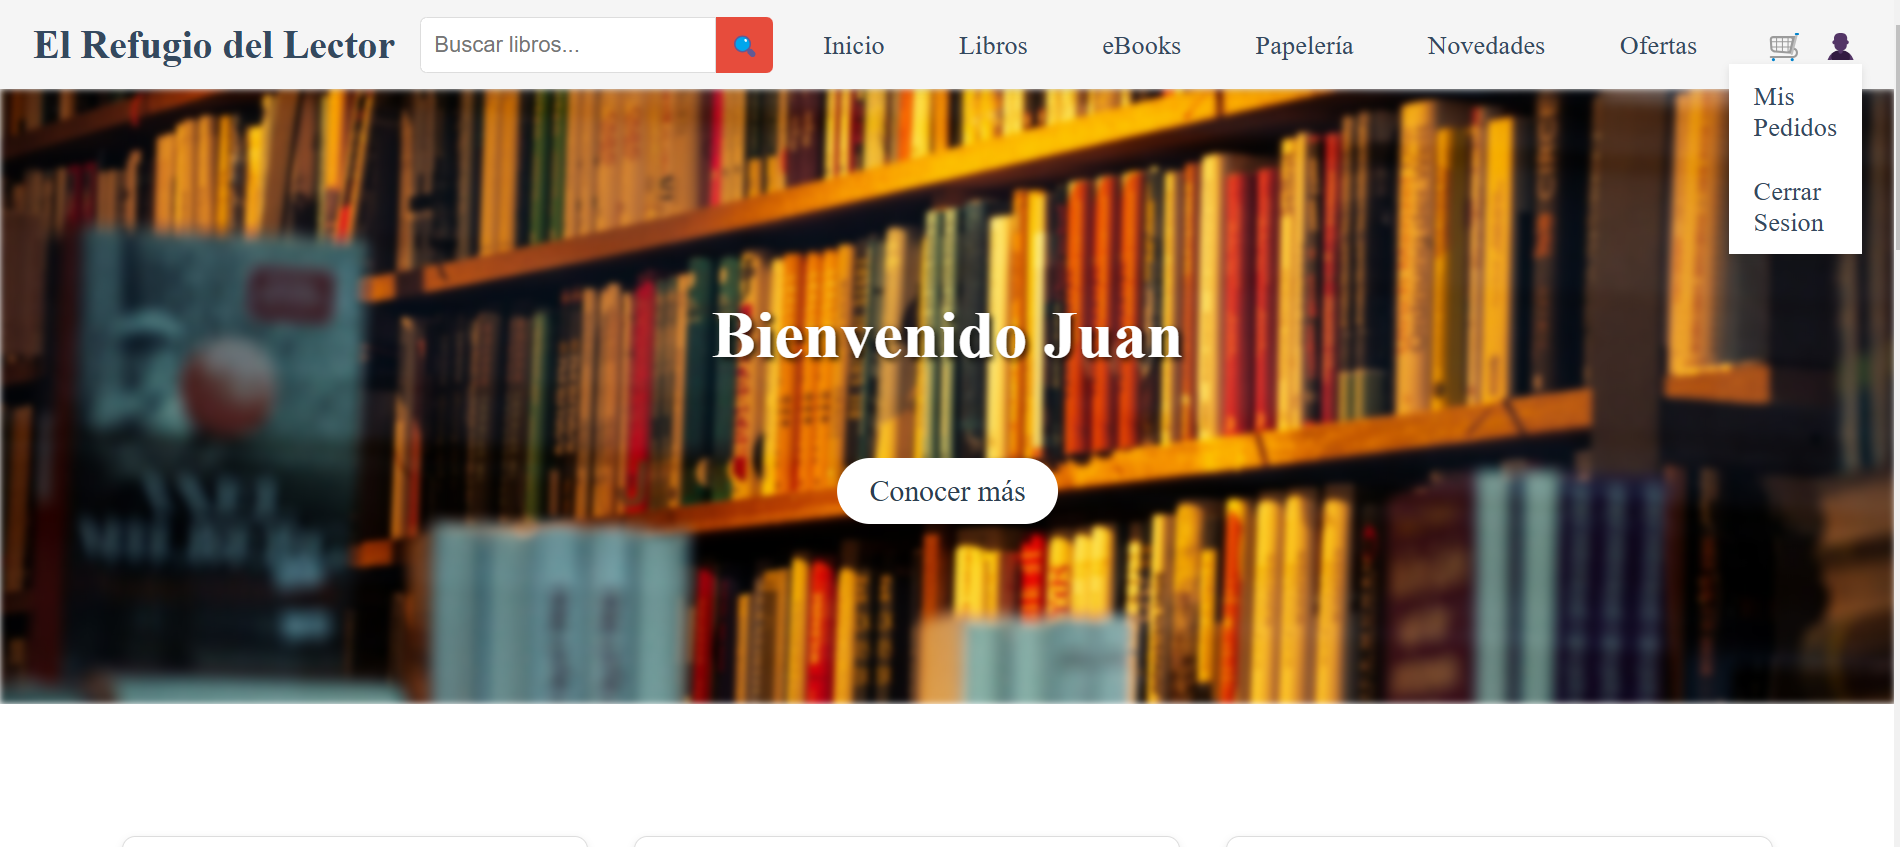 El Refugio del Lector
Buscar libros...
Inicio
Libros
eBooks
Papelería
Novedades
Ofertas
Mis
Pedidos
Cerrar
Sesion
Bienvenido Juan
Conocer más